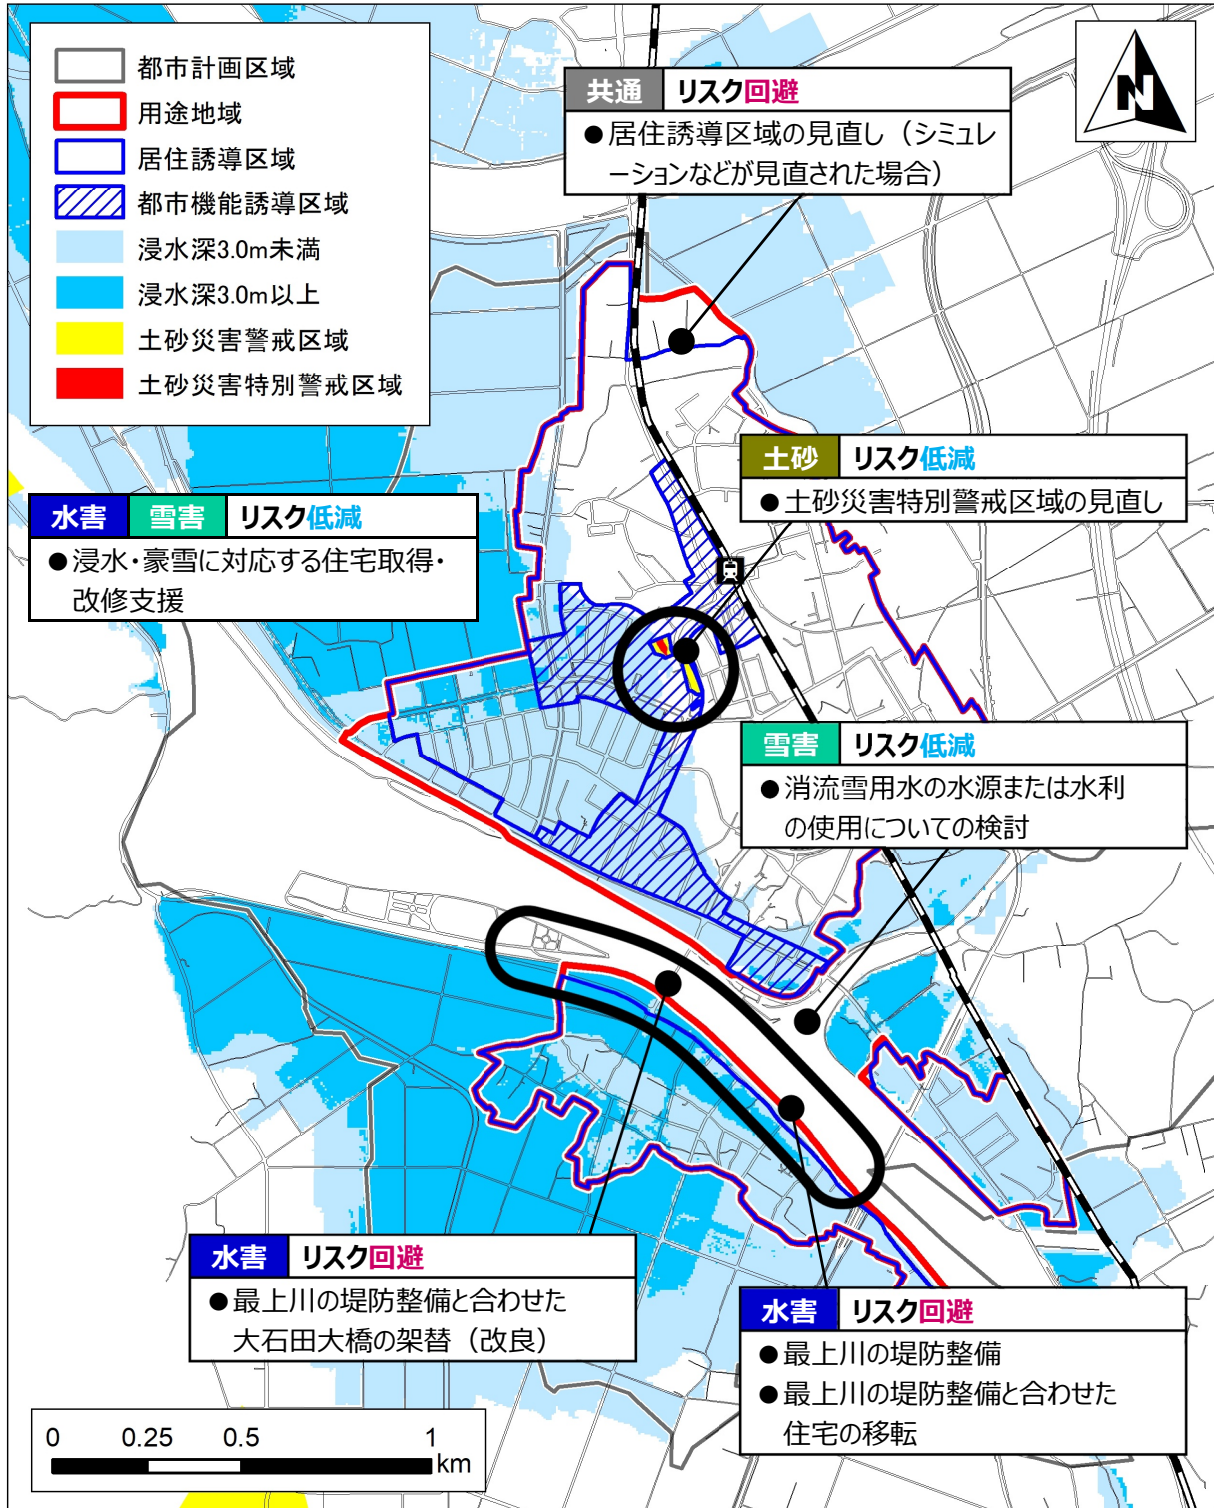 都市計画区域
用途地域
居住誘導区域
都市機能誘導区域
浸水深3.0m未満
浸水深3.0m以上
土砂災害警戒区域
土砂災害特別警戒区域
N
共通 リスク回避
●居住誘導区域の見直し（シミュレ
ーションなどが見直された場合）
土砂 リスク低減
●土砂災害特別警戒区域の見直し
水害 雪害 リスク低減
●浸水・豪雪に対応する住宅取得・
改修支援
雪害 リスク低減
●消流雪用水の水源または水利
の使用についての検討
水害 リスク回避
●最上川の堤防整備と合わせた
大石田大橋の架替（改良）
水害 リスク回避
●最上川の堤防整備
●最上川の堤防整備と合わせた
住宅の移転
0 0.25 0.5 1
km